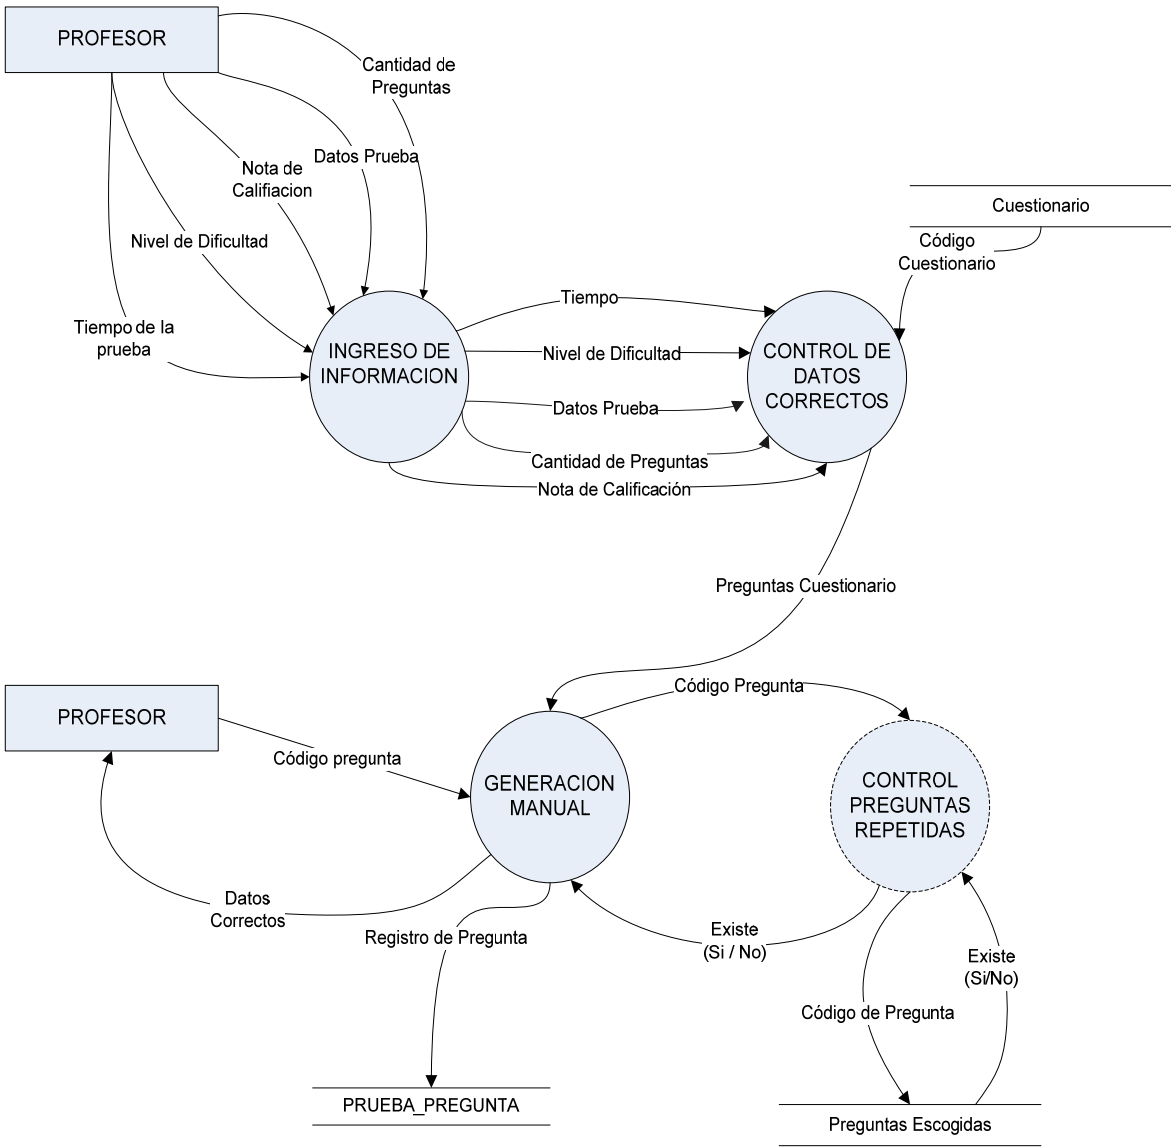 PROFESOR
Cantidad de
Preguntas
Datos Prueba
Nota de
Califiacion
Nivel de Dificultad
Tiempo de la
prueba
Cuestionario
Código
Cuestionario
INGRESO DE
INFORMACION
Tiempo
Nivel de Dificultad
Datos Prueba
Cantidad de Preguntas
Nota de Calificación
CONTROL DE
DATOS
CORRECTOS
Preguntas Cuestionario
PROFESOR
Código pregunta
Código Pregunta
GENERACION
MANUAL
CONTROL
PREGUNTAS
REPETIDAS
Datos
Correctos
Registro de Pregunta
Existe
(Si / No)
Existe
(Si/No)
Código de Pregunta
PRUEBA_PREGUNTA
Preguntas Escogidas